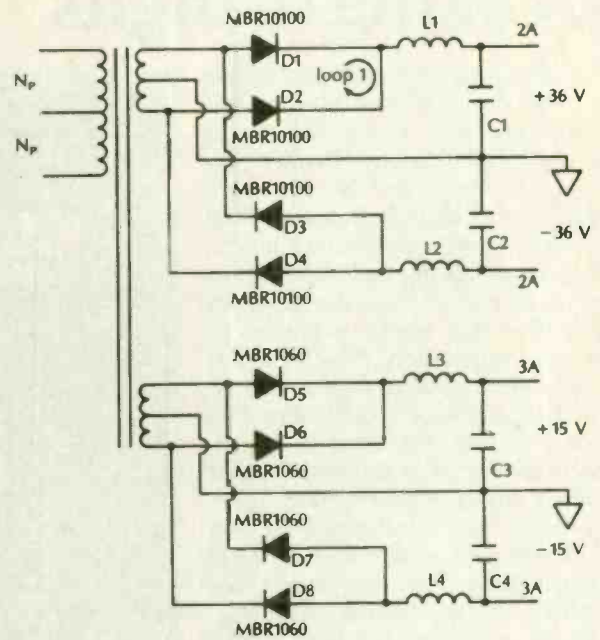 MBR10100
D1
L1
2A
loop 1
Np
D2
MBR10100
C1
+36 V
Np
MBR10100
D3
C2
−36 V
D4
L2
MBR10100
2A
MBR1060
D5
L3
3A
D6
+15 V
MBR1060
C3
MBR1060
D7
−15 V
D8
L4
C4
3A
MBR1060